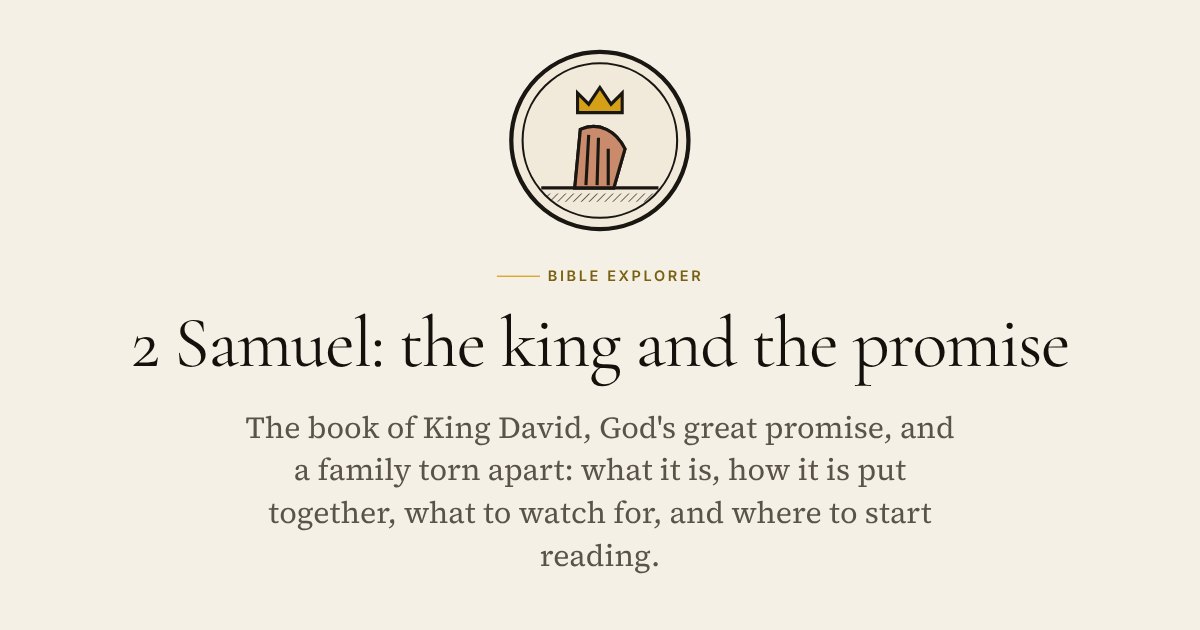 BIBLE EXPLORER
2 Samuel: the king and the promise
The book of King David, God's great promise, and
a family torn apart: what it is, how it is put
together, what to watch for, and where to start
reading.